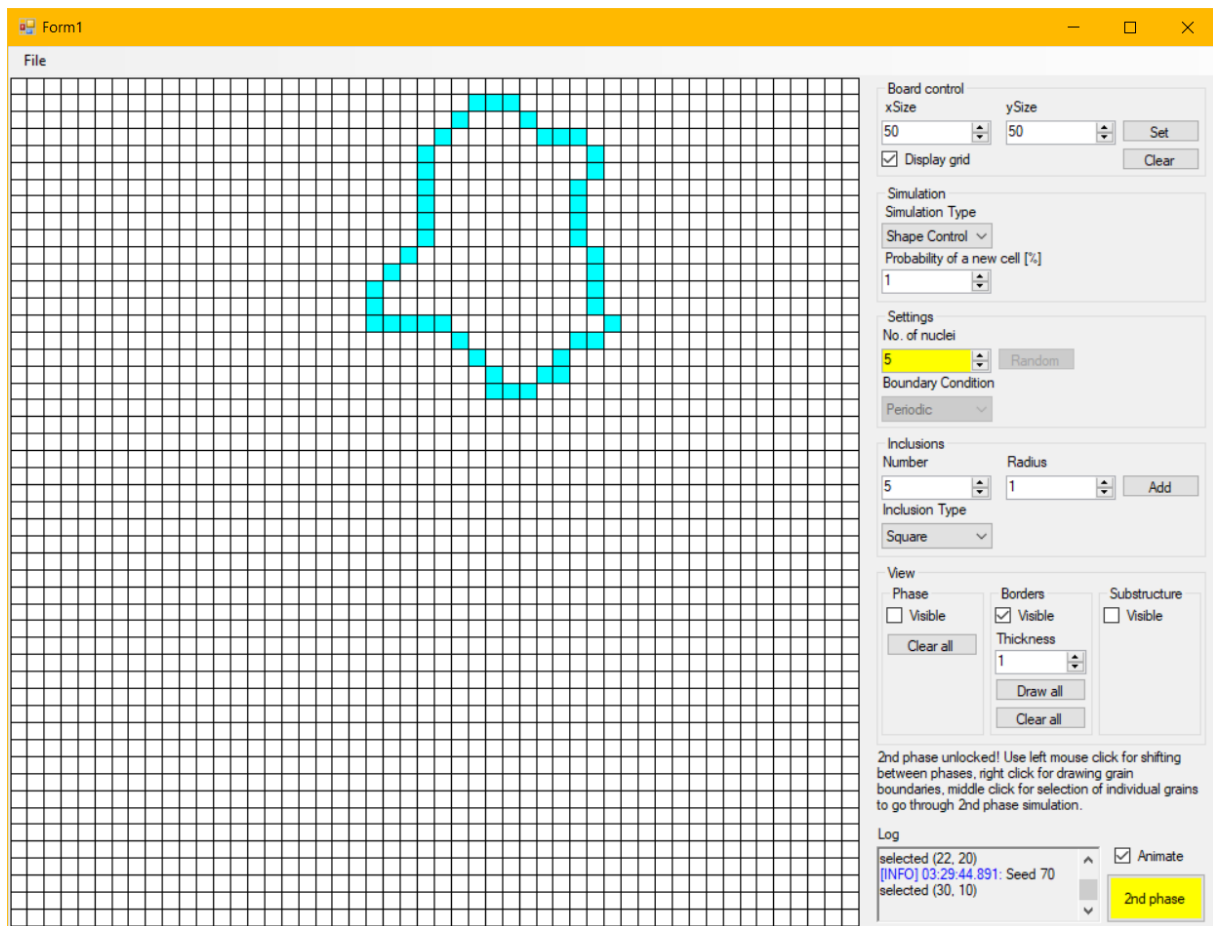 Form1
File
Board control
xSize ySize
50 50 Set
Display grid Clear
Simulation
Simulation Type
Shape Control
Probability of a new cell [%]
1
Settings
No. of nuclei
5 Random
Boundary Condition
Periodic
Inclusions
Number Radius
5 1 Add
Inclusion Type
Square
View
Phase Borders Substructure
Visible Visible Visible
Clear all Thickness
1
Draw all
Clear all
2nd phase unlocked! Use left mouse click for shifting
between phases, right click for drawing grain
boundaries, middle click for selection of individual grains
to go through 2nd phase simulation.
Log
selected (22, 20) Animate
[INFO] 03:29:44.891: Seed 70
selected (30, 10) 2nd phase